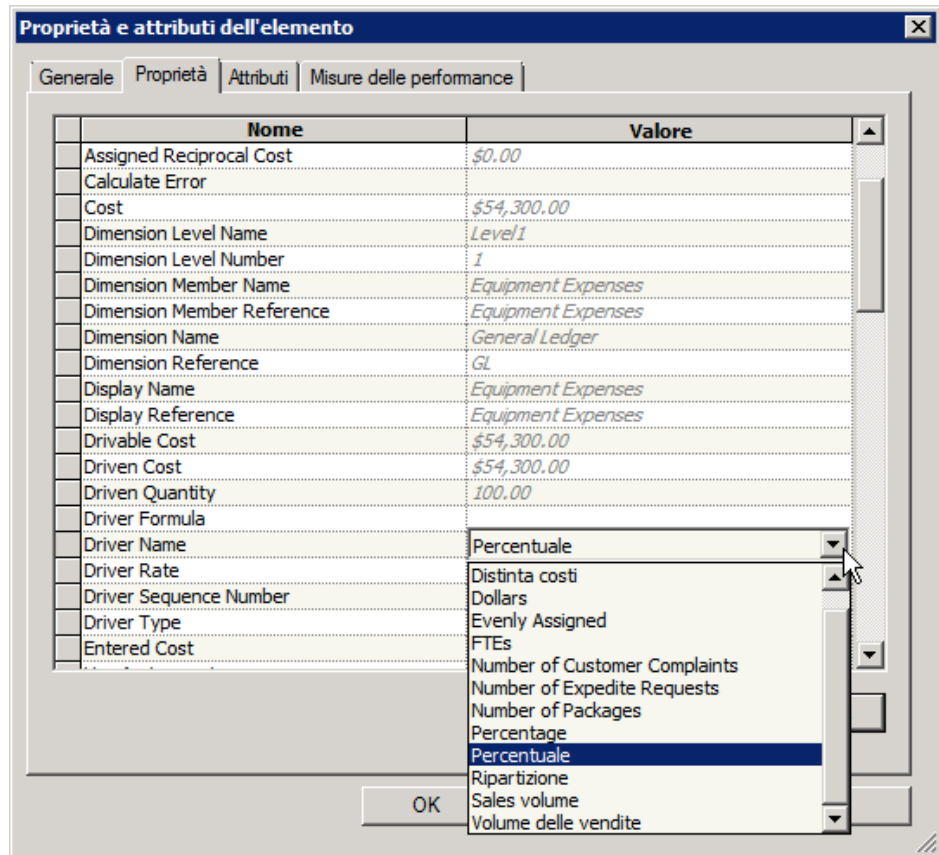 Proprietà e attributi dell'elemento
Generale Proprietà Attributi Misure delle performance
Nome Valore
Assigned Reciprocal Cost $0.00
Calculate Error
Cost $54,300.00
Dimension Level Name Level1
Dimension Level Number 1
Dimension Member Name Equipment Expenses
Dimension Member Reference Equipment Expenses
Dimension Name General Ledger
Dimension Reference GL
Display Name Equipment Expenses
Display Reference Equipment Expenses
Drivable Cost $54,300.00
Driven Cost $54,300.00
Driven Quantity 100.00
Driver Formula
Driver Name Percentuale
Driver Rate
Driver Sequence Number
Driver Type
Entered Cost
Distinta costi
Dollars
Evenly Assigned
FTEs
Number of Customer Complaints
Number of Expedite Requests
Number of Packages
Percentage
Percentuale
Ripartizione
Sales volume
Volume delle vendite
OK